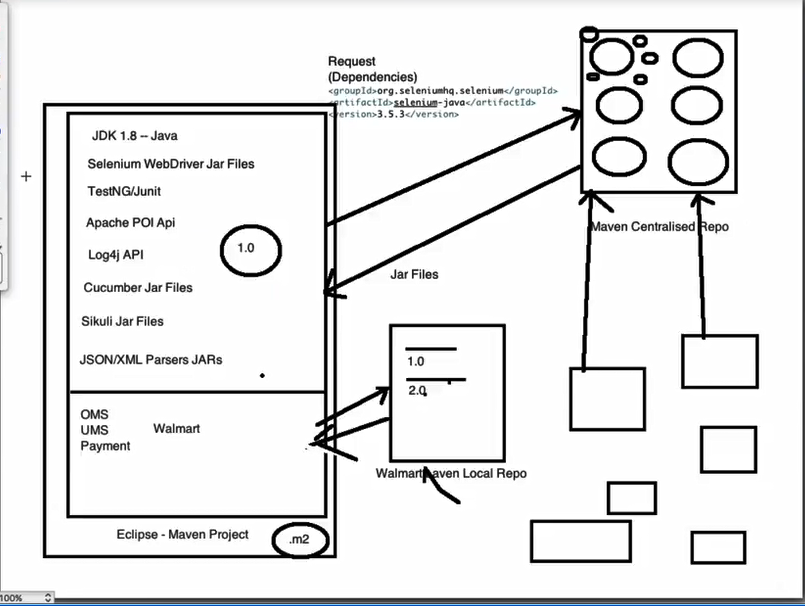 Request
(Dependencies)
<groupId>org.seleniumhq.selenium</groupId>
<artifactId>selenium-java</artifactId>
<version>3.5.3</version>
JDK 1.8 -- Java
Selenium WebDriver Jar Files
TestNG/Junit
Apache POI Api
Log4j API
1.0
Cucumber Jar Files
Sikuli Jar Files
JSON/XML Parsers JARs
OMS
UMS
Payment
Walmart
Eclipse - Maven Project
.m2
Maven Centralised Repo
Jar Files
1.0
2.0
Walmart Maven Local Repo
100%